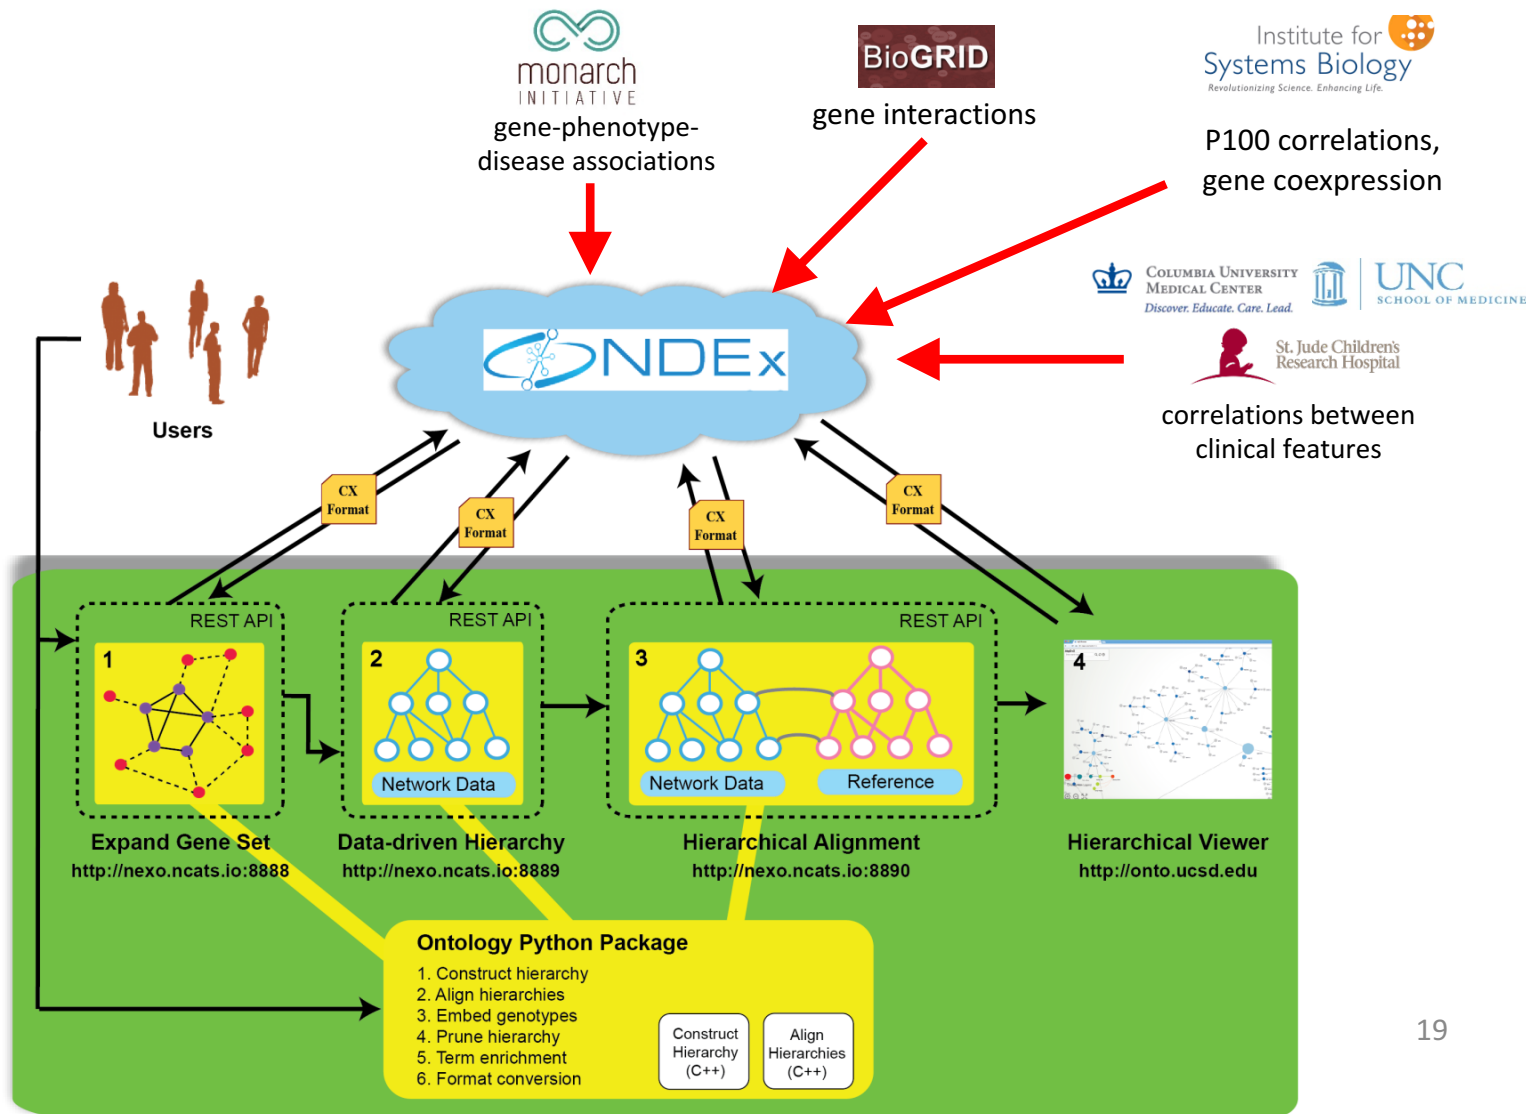 monarch
INITIATIVE
gene-phenotype-
disease associations
BioGRID
gene interactions
Institute for
Systems Biology
Revolutionizing Science. Enhancing Life.
P100 correlations,
gene coexpression
COLUMBIA UNIVERSITY
MEDICAL CENTER
Discover. Educate. Care. Lead.
UNC
SCHOOL OF MEDICINE
St. Jude Children's
Research Hospital
correlations between
clinical features
NDEx
Users
CX
Format
CX
Format
CX
Format
CX
Format
REST API
1
Expand Gene Set
http://nexo.ncats.io:8888
REST API
2
Network Data
Data-driven Hierarchy
http://nexo.ncats.io:8889
REST API
3
Network Data
Reference
Hierarchical Alignment
http://nexo.ncats.io:8890
4
Hierarchical Viewer
http://onto.ucsd.edu
Ontology Python Package
1. Construct hierarchy
2. Align hierarchies
3. Embed genotypes
4. Prune hierarchy
5. Term enrichment
6. Format conversion
Construct
Hierarchy
(C++)
Align
Hierarchies
(C++)
19